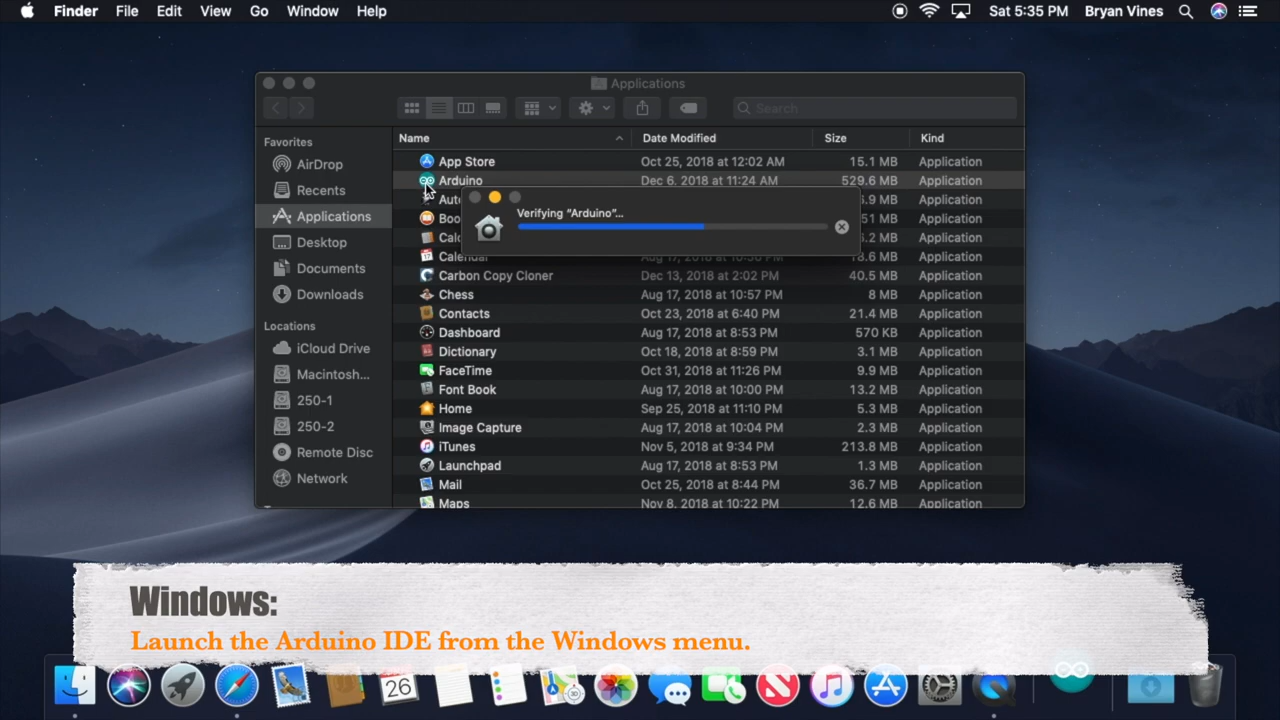 Finder File Edit View Go Window Help Sat 5:35 PM Bryan Vines
Applications
Search
Name Date Modified Size Kind
Favorites
AirDrop
Recents
Applications
Desktop
Documents
Downloads
Locations
iCloud Drive
Macintosh...
250-1
250-2
Remote Disc
Network
App Store Oct 25, 2018 at 12:02 AM 15.1 MB Application
Arduino Dec 6, 2018 at 11:24 AM 529.6 MB Application
Verifying “Arduino”...
Application
Application
Application
Calendar Application
Carbon Copy Cloner Dec 13, 2018 at 2:02 PM 40.5 MB Application
Chess Aug 17, 2018 at 10:57 PM 8 MB Application
Contacts Oct 23, 2018 at 6:40 PM 21.4 MB Application
Dashboard Aug 17, 2018 at 8:53 PM 570 KB Application
Dictionary Oct 18, 2018 at 8:59 PM 3.1 MB Application
FaceTime Oct 31, 2018 at 11:26 PM 9.9 MB Application
Font Book Aug 17, 2018 at 10:00 PM 13.2 MB Application
Home Sep 25, 2018 at 11:10 PM 5.3 MB Application
Image Capture Aug 17, 2018 at 10:04 PM 2.3 MB Application
iTunes Nov 5, 2018 at 9:34 PM 213.8 MB Application
Launchpad Aug 17, 2018 at 8:53 PM 1.3 MB Application
Mail Oct 25, 2018 at 8:44 PM 36.7 MB Application
Maps Nov 8, 2018 at 10:22 PM 12.6 MB Application
Windows:
Launch the Arduino IDE from the Windows menu.
26